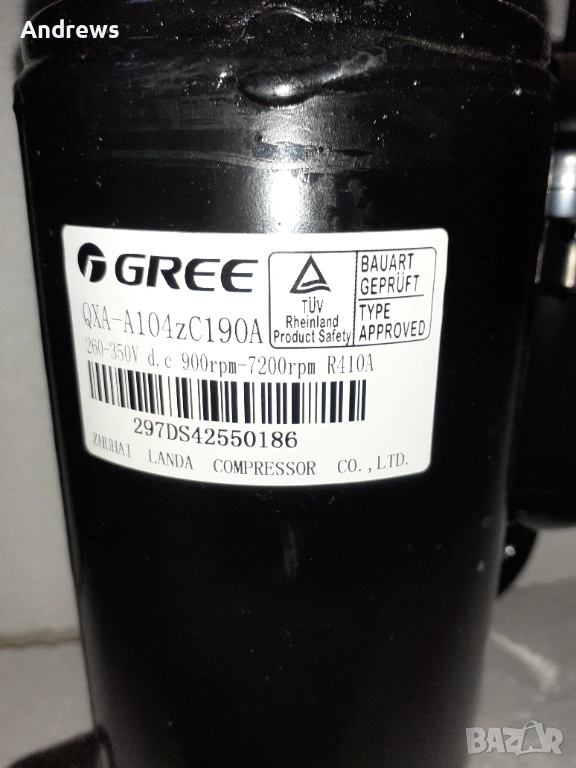 Andrews
GREE
TÜV
Rheinland
Product Safety
BAUART
GEPRÜFT
TYPE
APPROVED
QXA-A104zC190A
260-350V d.c 900rpm-7200rpm R410A
297DS42550186
ZHUHAI LANDA COMPRESSOR CO.,LTD.
BAZAR